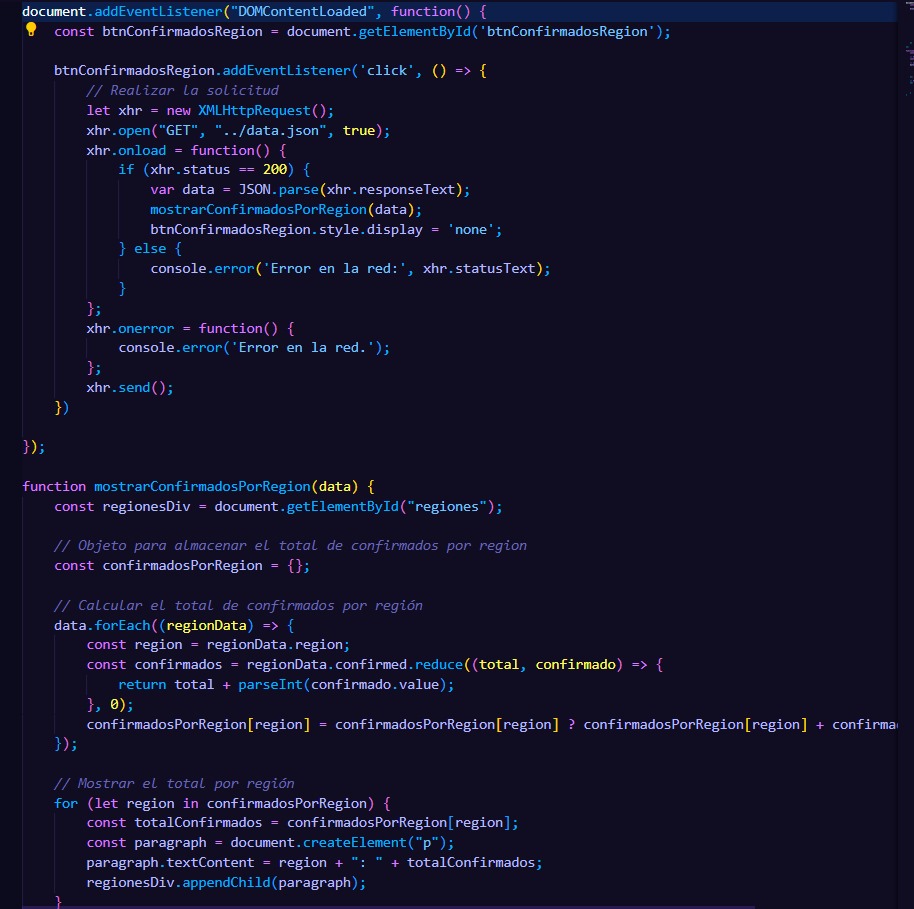 document.addEventListener("DOMContentLoaded", function() {
    const btnConfirmadosRegion = document.getElementById('btnConfirmadosRegion');

    btnConfirmadosRegion.addEventListener('click', () => {
        // Realizar la solicitud
        let xhr = new XMLHttpRequest();
        xhr.open("GET", "../data.json", true);
        xhr.onload = function() {
            if (xhr.status == 200) {
                var data = JSON.parse(xhr.responseText);
                mostrarConfirmadosPorRegion(data);
                btnConfirmadosRegion.style.display = 'none';
            } else {
                console.error('Error en la red:', xhr.statusText);
            }
        };
        xhr.onerror = function() {
            console.error('Error en la red.');
        };
        xhr.send();
    })

});

function mostrarConfirmadosPorRegion(data) {
    const regionesDiv = document.getElementById("regiones");

    // Objeto para almacenar el total de confirmados por region
    const confirmadosPorRegion = {};

    // Calcular el total de confirmados por región
    data.forEach((regionData) => {
        const region = regionData.region;
        const confirmados = regionData.confirmed.reduce((total, confirmado) => {
            return total + parseInt(confirmado.value);
        }, 0);
        confirmadosPorRegion[region] = confirmadosPorRegion[region] ? confirmadosPorRegion[region] + confirma
    });

    // Mostrar el total por región
    for (let region in confirmadosPorRegion) {
        const totalConfirmados = confirmadosPorRegion[region];
        const paragraph = document.createElement("p");
        paragraph.textContent = region + ": " + totalConfirmados;
        regionesDiv.appendChild(paragraph);
    }